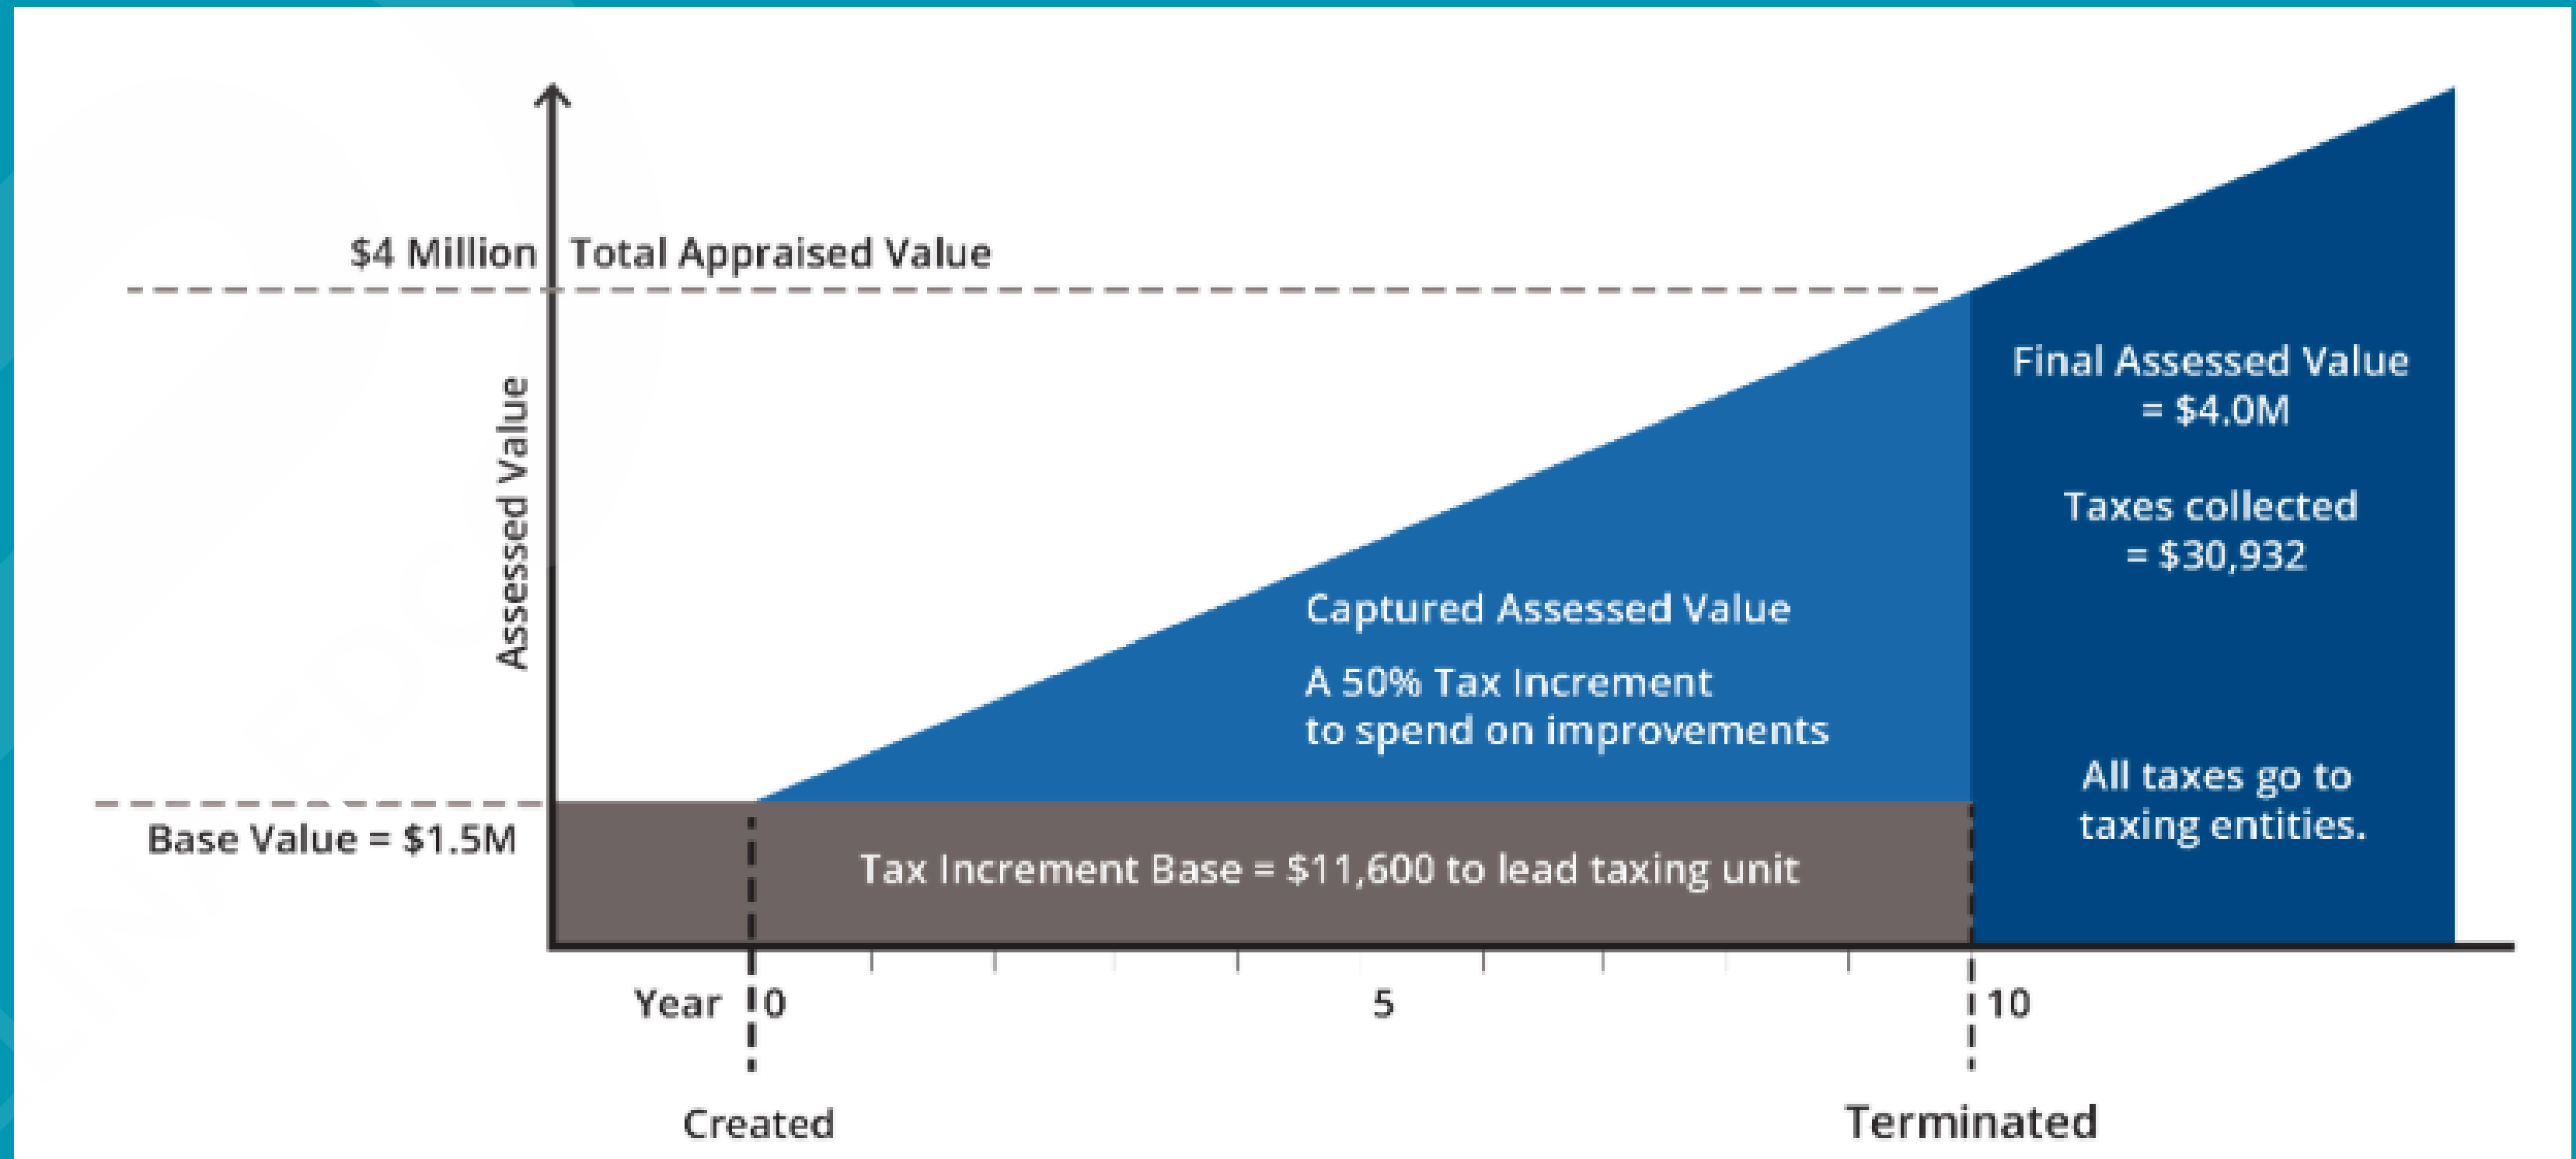 $4 Million
Total Appraised Value
Assessed Value
Final Assessed Value
= $4.0M
Taxes collected
= $30,932
Captured Assessed Value
A 50% Tax Increment
to spend on improvements
All taxes go to
taxing entities.
Base Value = $1.5M
Tax Increment Base = $11,600 to lead taxing unit
Year 0 5 10
Created
Terminated